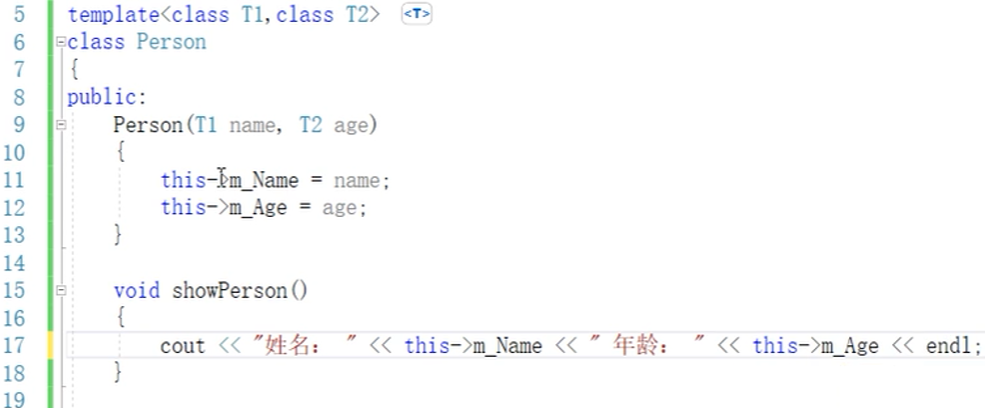 5 template<class T1,class T2> <T>
6 class Person
7 {
8 public:
9 Person(T1 name, T2 age)
10 {
11 this->m_Name = name;
12 this->m_Age = age;
13 }
14
15 void showPerson()
16 {
17 cout << "姓名： " << this->m_Name << " 年龄： " << this->m_Age << endl;
18 }
19